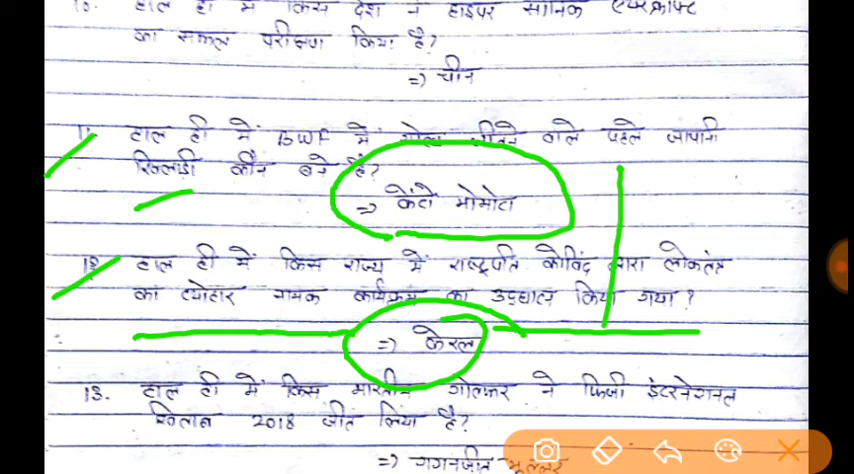 10. हाल ही में किस देश ने हाइपर सोनिक एयरक्राफ्ट
का सफल परीक्षण किया है?
=> चीन
11. हाल ही में BWF में गोल्ड जीतने वाले पहले जापानी
खिलाडी कौन बने है?
=> केंटो मोमोटा
12. हाल ही में किस राज्य में राष्ट्रपति कोविंद द्वारा लोकतंत्र
का त्योहार नामक कार्यक्रम का उद्घाटन किया गया?
=> केरल
13. हाल ही में किस भारतीय गोल्फर ने फिजी इंटरनेशनल
खिताब 2018 जीत लिया है?
=> गगनजीत भुल्लर